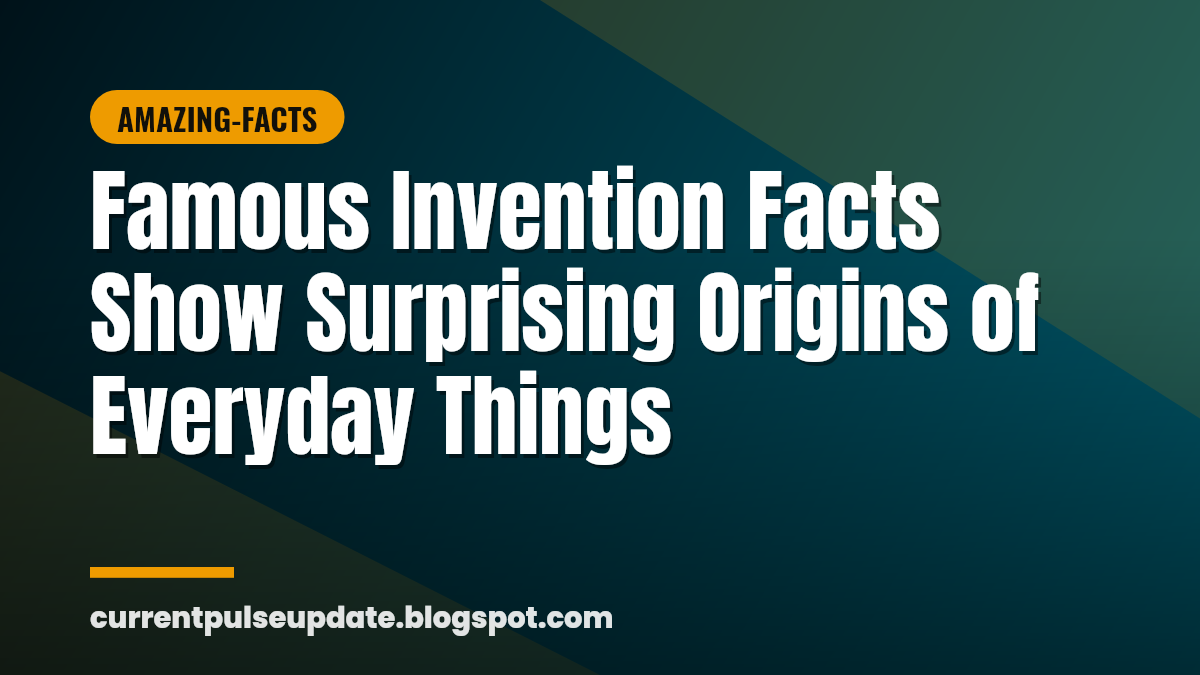 AMAZING-FACTS
Famous Invention Facts
Show Surprising Origins of
Everyday Things
currentpulseupdate.blogspot.com